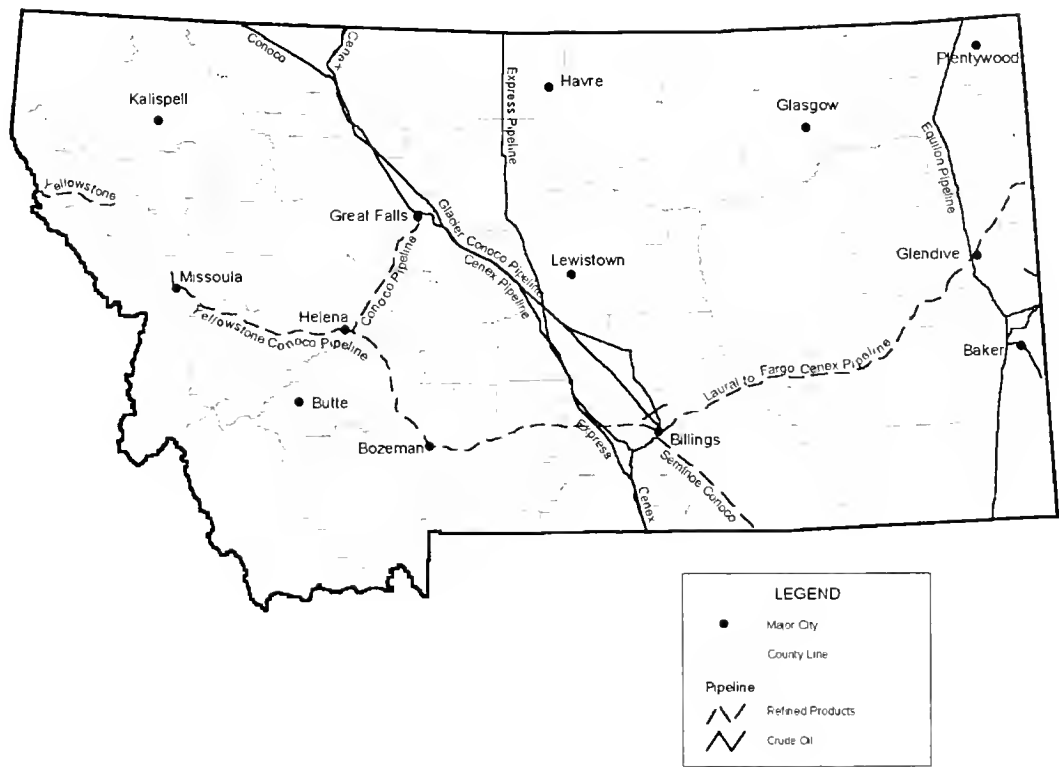 Conoco
Cenex
Kalispell
Express Pipeline
Havre
Plentywood
Glasgow
Equilon Pipeline
Yellowstone
Great Falls
Glacier Conoco Pipeline
Cenex Pipeline
Conoco Pipeline
Lewistown
Glendive
Missoula
Helena
Yellowstone Conoco Pipeline
Laural to Fargo Cenex Pipeline
Baker
Butte
Bozeman
Express
Billings
Seminoe Conoco
Cenex
LEGEND
Major City
County Line
Pipeline
Refined Products
Crude Oil